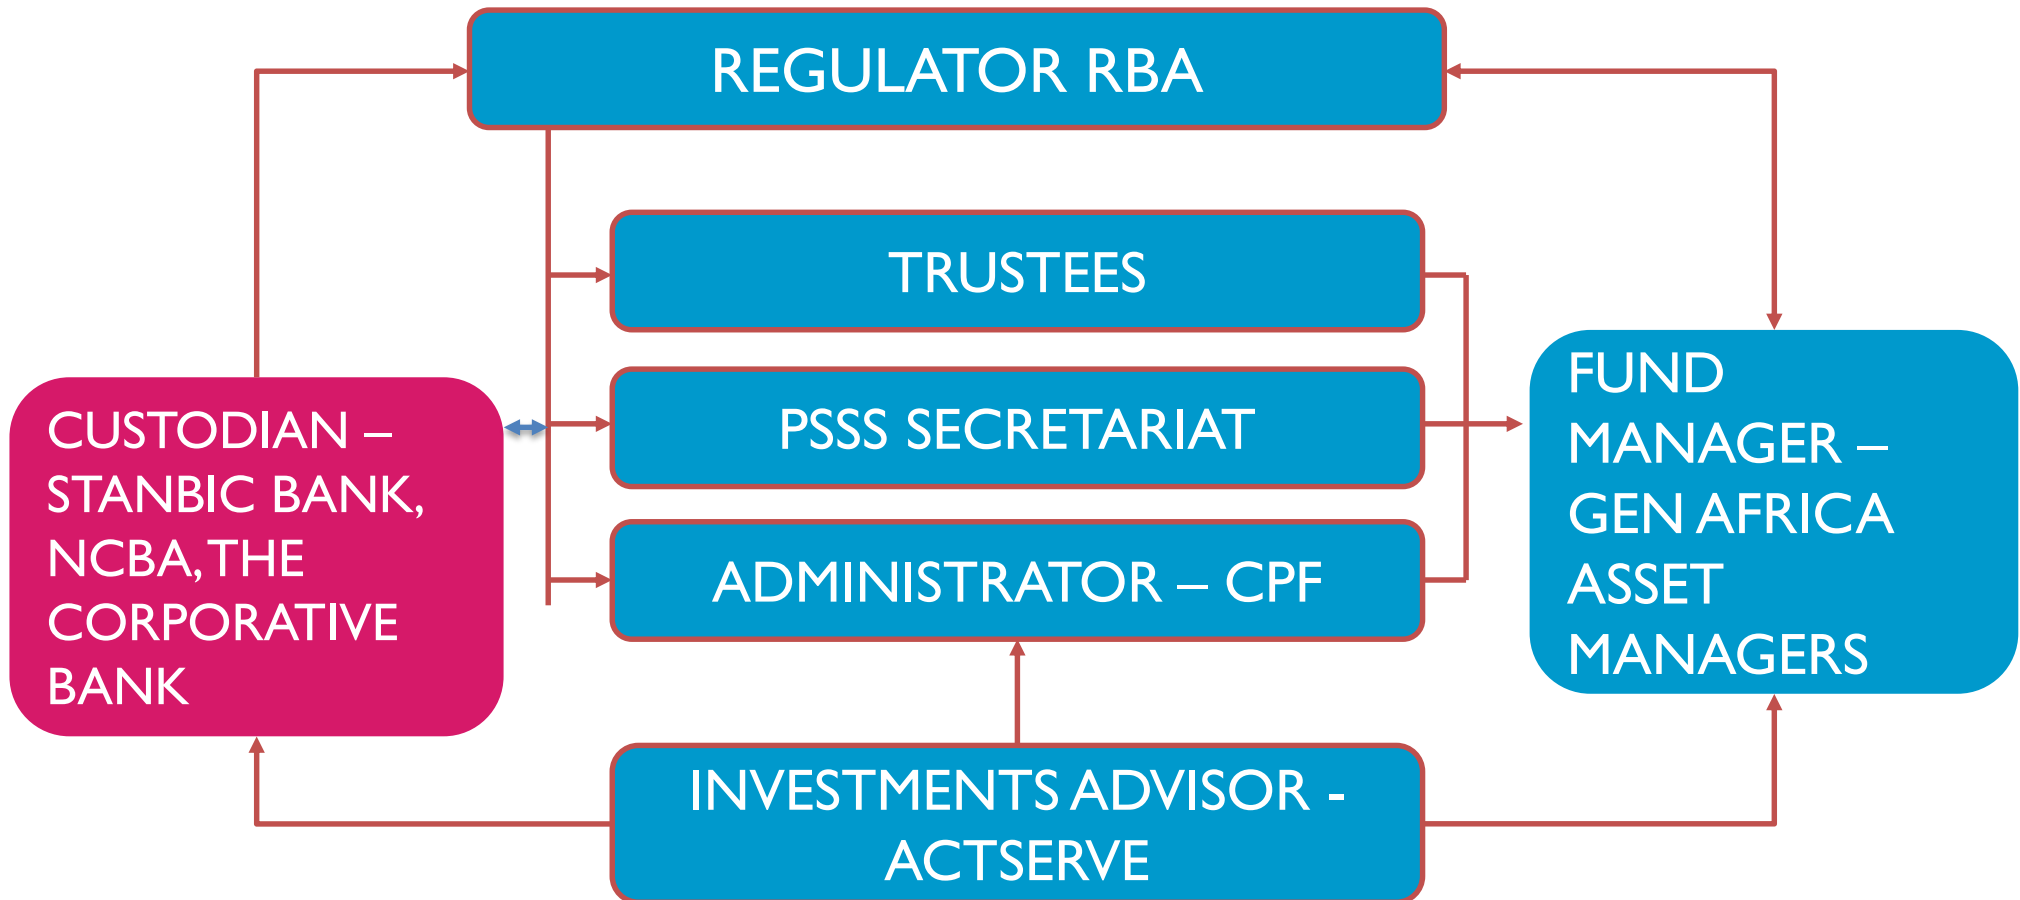 REGULATOR RBA
TRUSTEES
PSSS SECRETARIAT
ADMINISTRATOR – CPF
INVESTMENTS ADVISOR -
ACTSERVE
CUSTODIAN –
STANBIC BANK,
NCBA, THE
CORPORATIVE
BANK
FUND
MANAGER –
GEN AFRICA
ASSET
MANAGERS